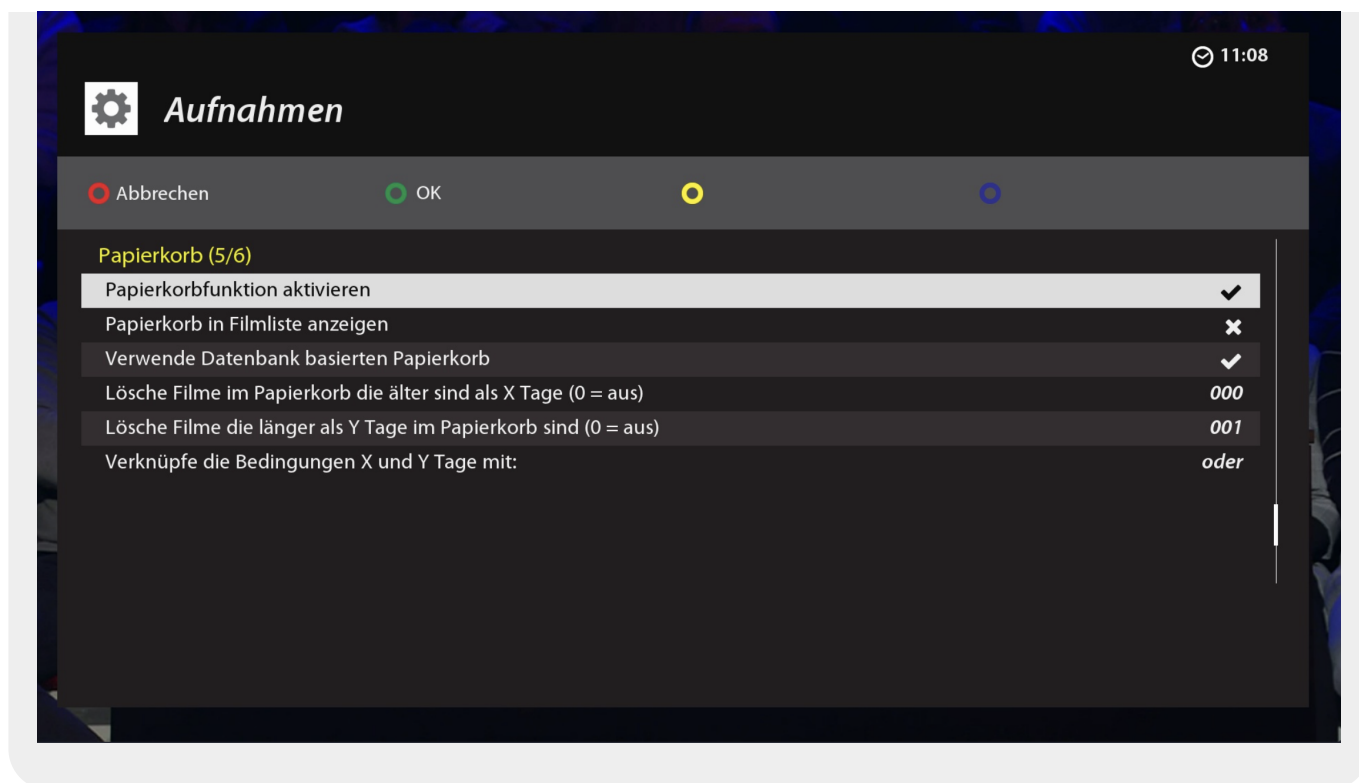 11:08
Aufnahmen
Abbrechen OK
Papierkorb (5/6)
Papierkorbfunktion aktivieren
Papierkorb in Filmliste anzeigen
Verwende Datenbank basierten Papierkorb
Lösche Filme im Papierkorb die älter sind als X Tage (0 = aus) 000
Lösche Filme die länger als Y Tage im Papierkorb sind (0 = aus) 001
Verknüpfe die Bedingungen X und Y Tage mit: oder